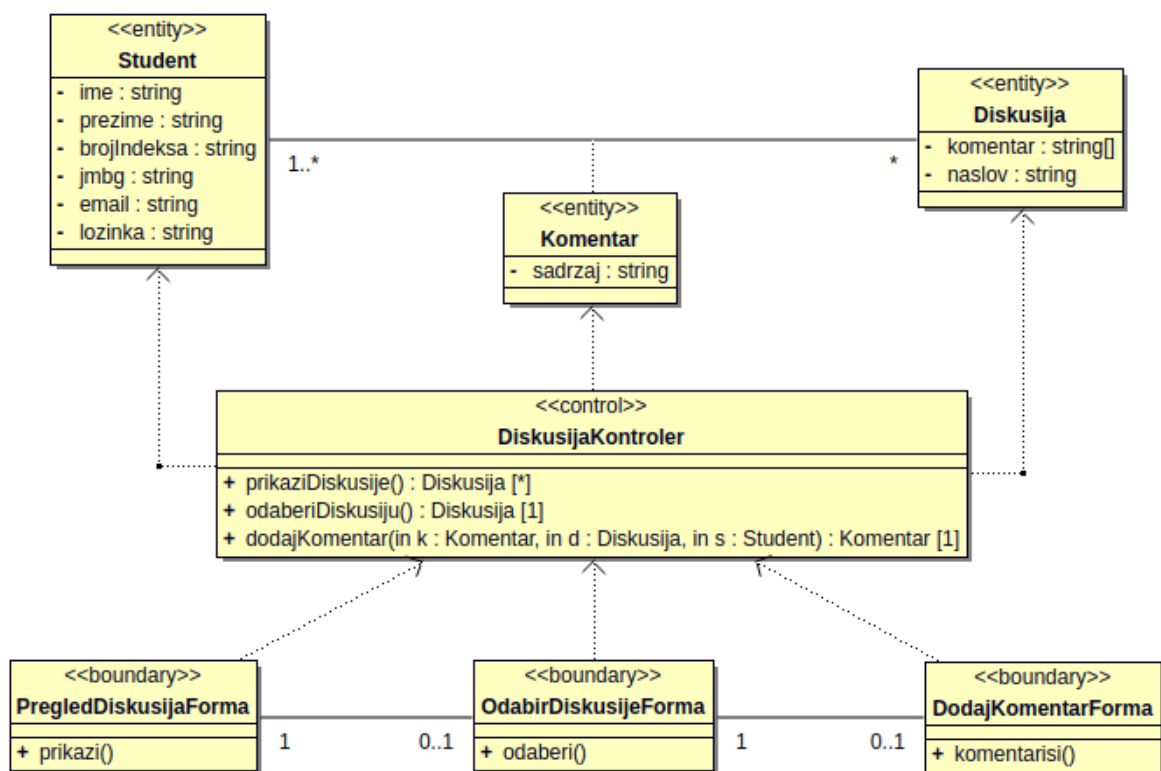 <<entity>>
Student
- ime : string
- prezime : string
- brojIndeksa : string
- jmbg : string
- email : string
- lozinka : string
1..*
*
<<entity>>
Diskusija
- komentar : string[]
- naslov : string
<<entity>>
Komentar
- sadrzaj : string
<<control>>
DiskusijaKontroler
+ prikaziDiskusije() : Diskusija [*]
+ odaberiDiskusiju() : Diskusija [1]
+ dodajKomentar(in k : Komentar, in d : Diskusija, in s : Student) : Komentar [1]
<<boundary>>
PregledDiskusijaForma
+ prikazi()
1
0..1
<<boundary>>
OdabirDiskusijeForma
+ odaberi()
1
0..1
<<boundary>>
DodajKomentarForma
+ komentarisi()